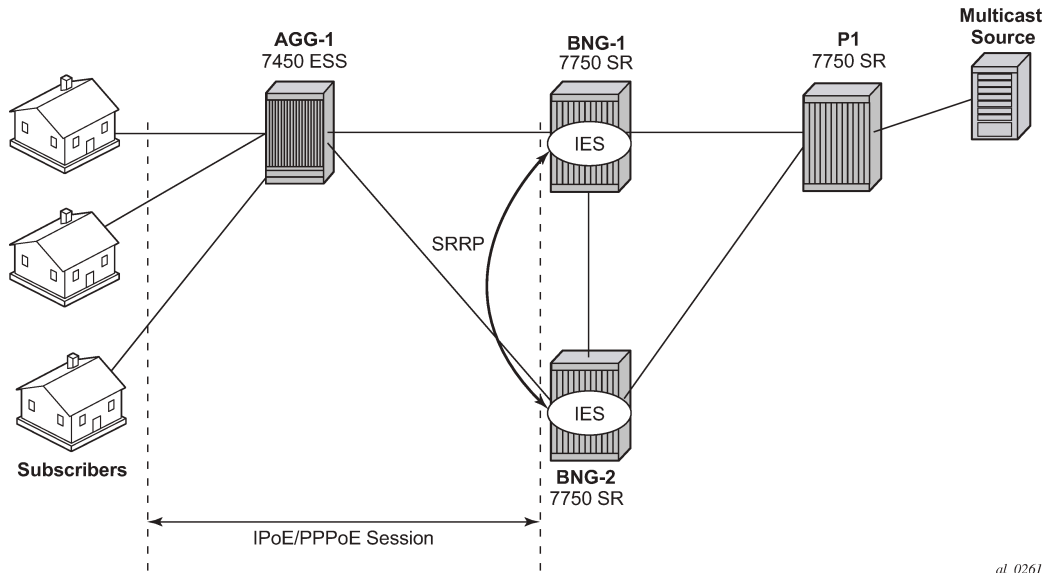 Multicast
Source
AGG-1
7450 ESS
BNG-1
7750 SR
P1
7750 SR
IES
SRRP
IES
Subscribers
BNG-2
7750 SR
IPoE/PPPoE Session
al_0261